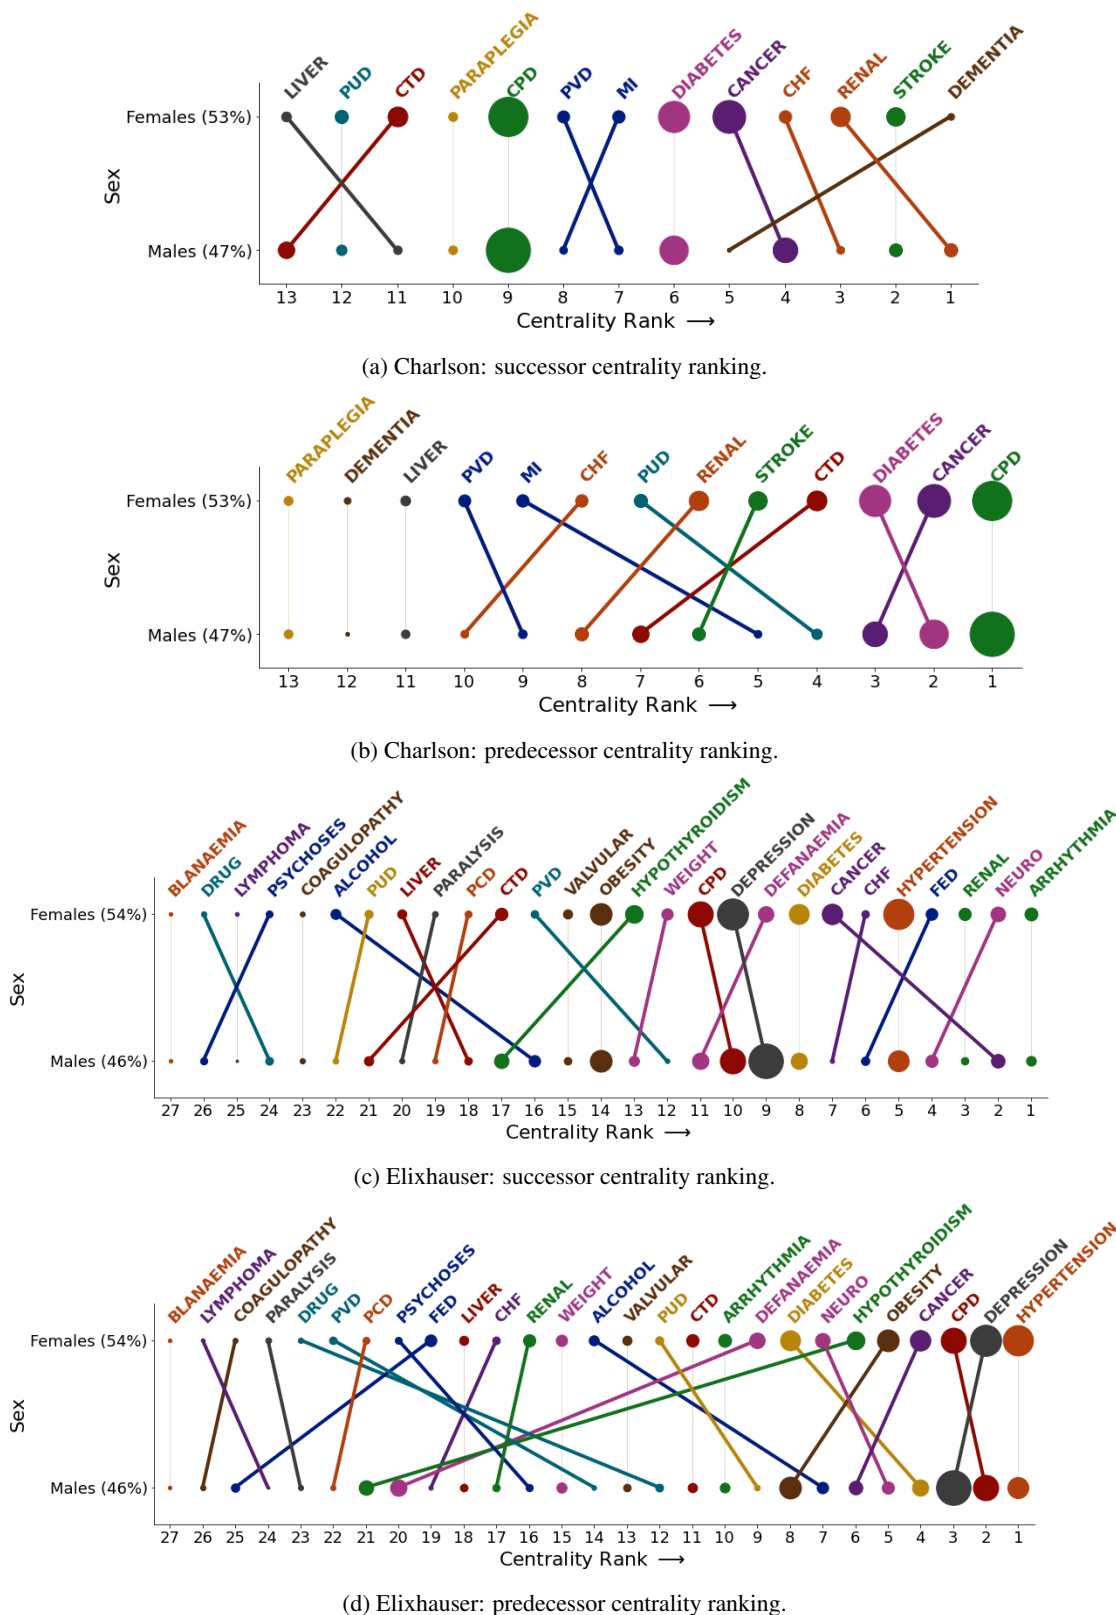 LIVER PUD CTD PARAPLEGIA CPD PVD MI DIABETES CANCER CHF RENAL STROKE DEMENTIA
Females (53%)
Sex
Males (47%)
13 12 11 10 9 8 7 6 5 4 3 2 1
Centrality Rank ⟶
(a) Charlson: successor centrality ranking.
PARAPLEGIA DEMENTIA LIVER PVD MI CHF PUD RENAL STROKE CTD DIABETES CANCER CPD
Females (53%)
Sex
Males (47%)
13 12 11 10 9 8 7 6 5 4 3 2 1
Centrality Rank ⟶
(b) Charlson: predecessor centrality ranking.
BLANAEMIA DRUG LYMPHOMA PSYCHOSES COAGULOPATHY ALCOHOL PUD LIVER PARALYSIS PCD CTD PVD VALVULAR OBESITY HYPOTHYROIDISM WEIGHT CPD DEPRESSION DEFANAEMIA DIABETES CANCER CHF HYPERTENSION FED RENAL NEURO ARRHYTHMIA
Females (54%)
Sex
Males (46%)
27 26 25 24 23 22 21 20 19 18 17 16 15 14 13 12 11 10 9 8 7 6 5 4 3 2 1
Centrality Rank ⟶
(c) Elixhauser: successor centrality ranking.
BLANAEMIA LYMPHOMA COAGULOPATHY PARALYSIS DRUG PVD PCD PSYCHOSES FED LIVER CHF RENAL WEIGHT ALCOHOL VALVULAR PUD CTD ARRHYTHMIA DEFANAEMIA DIABETES NEURO HYPOTHYROIDISM OBESITY CANCER CPD DEPRESSION HYPERTENSION
Females (54%)
Sex
Males (46%)
27 26 25 24 23 22 21 20 19 18 17 16 15 14 13 12 11 10 9 8 7 6 5 4 3 2 1
Centrality Rank ⟶
(d) Elixhauser: predecessor centrality ranking.